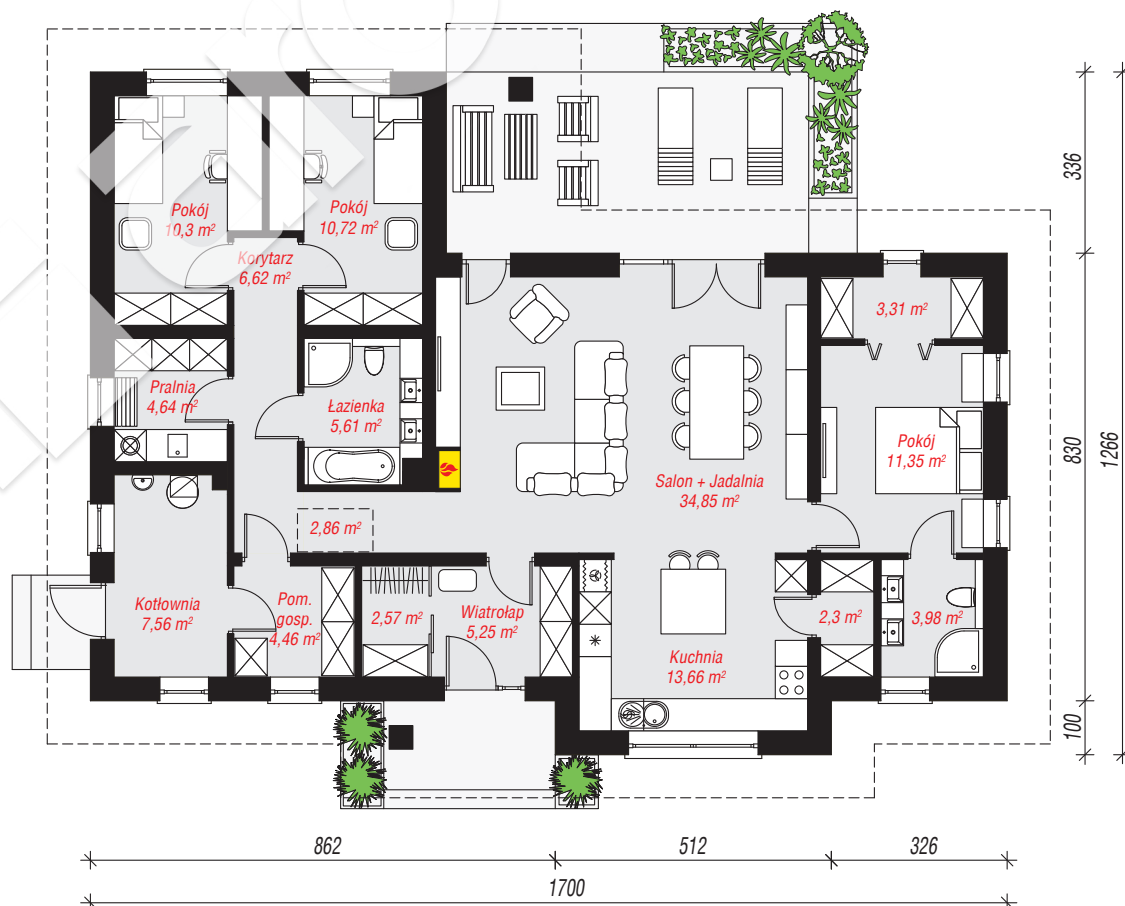 Pokój
10,3 m²
Pokój
10,72 m²
Korytarz
6,62 m²
336
3,31 m²
Pralnia
4,64 m²
Łazienka
5,61 m²
Pokój
11,35 m²
830
1266
Salon + Jadalnia
34,85 m²
2,86 m²
Kotłownia
7,56 m²
Pom.
gosp.
4,46 m²
2,57 m²
Wiatrołap
5,25 m²
2,3 m²
3,98 m²
Kuchnia
13,66 m²
100
862
512
326
1700